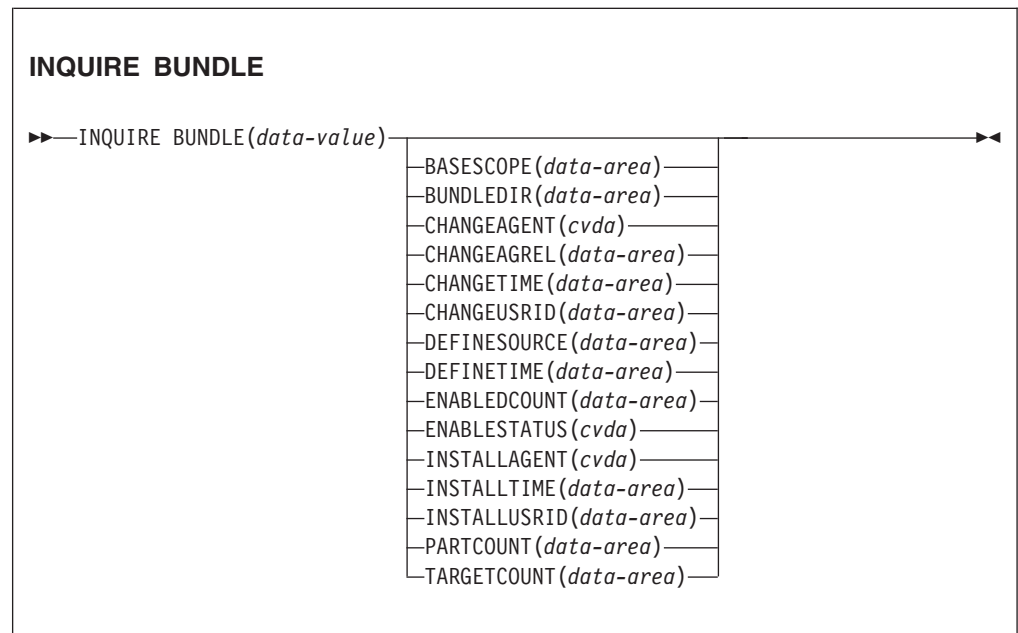 INQUIRE BUNDLE
INQUIRE BUNDLE(data-value)
BASESCOPE(data-area)
BUNDLEDIR(data-area)
CHANGEAGENT(cvda)
CHANGEAGREL(data-area)
CHANGETIME(data-area)
CHANGEUSRID(data-area)
DEFINESOURCE(data-area)
DEFINETIME(data-area)
ENABLEDCOUNT(data-area)
ENABLESTATUS(cvda)
INSTALLAGENT(cvda)
INSTALLTIME(data-area)
INSTALLUSRID(data-area)
PARTCOUNT(data-area)
TARGETCOUNT(data-area)